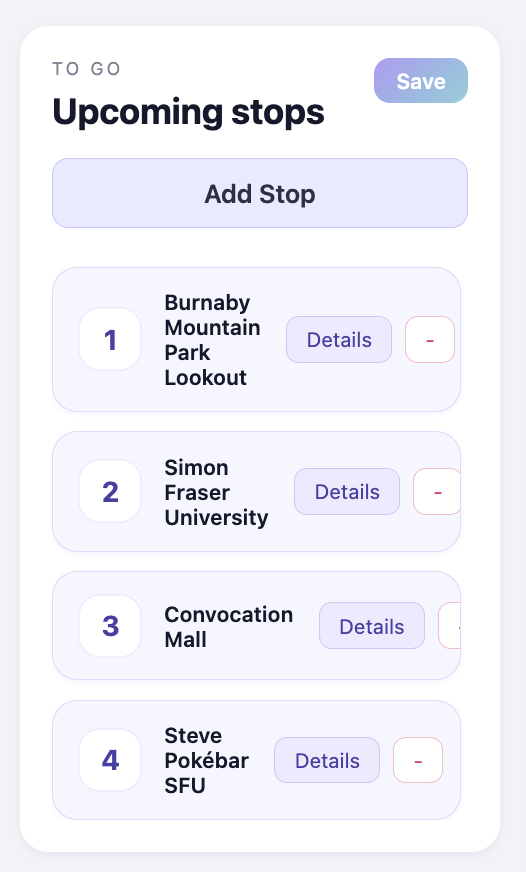 TO GO
Save
Upcoming stops
Add Stop
1
Burnaby
Mountain
Park
Lookout
Details
-
2
Simon
Fraser
University
Details
-
3
Convocation
Mall
Details
4
Steve
Pokébar
SFU
Details
-